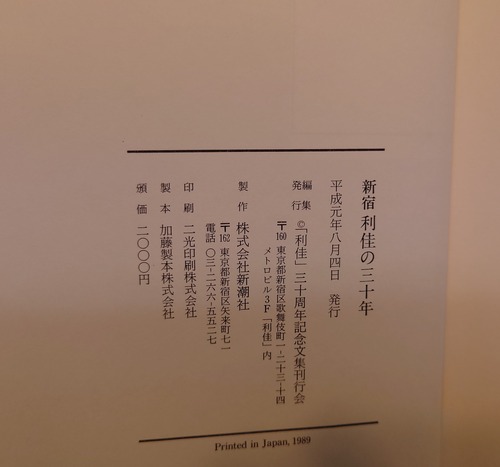 新宿 利佳の三十年
平成元年八月四日 発行
編集
発行 ©「利佳」三十周年記念文集刊行会
〒160 東京都新宿区歌舞伎町一-二十三-十四
メトロビル3F「利佳」内
製作 株式会社新潮社
〒162 東京都新宿区矢来町七一
電話 〇三-二六六-五五二七
印刷 二光印刷株式会社
製本 加藤製本株式会社
頒価 二〇〇〇円
Printed in Japan, 1989